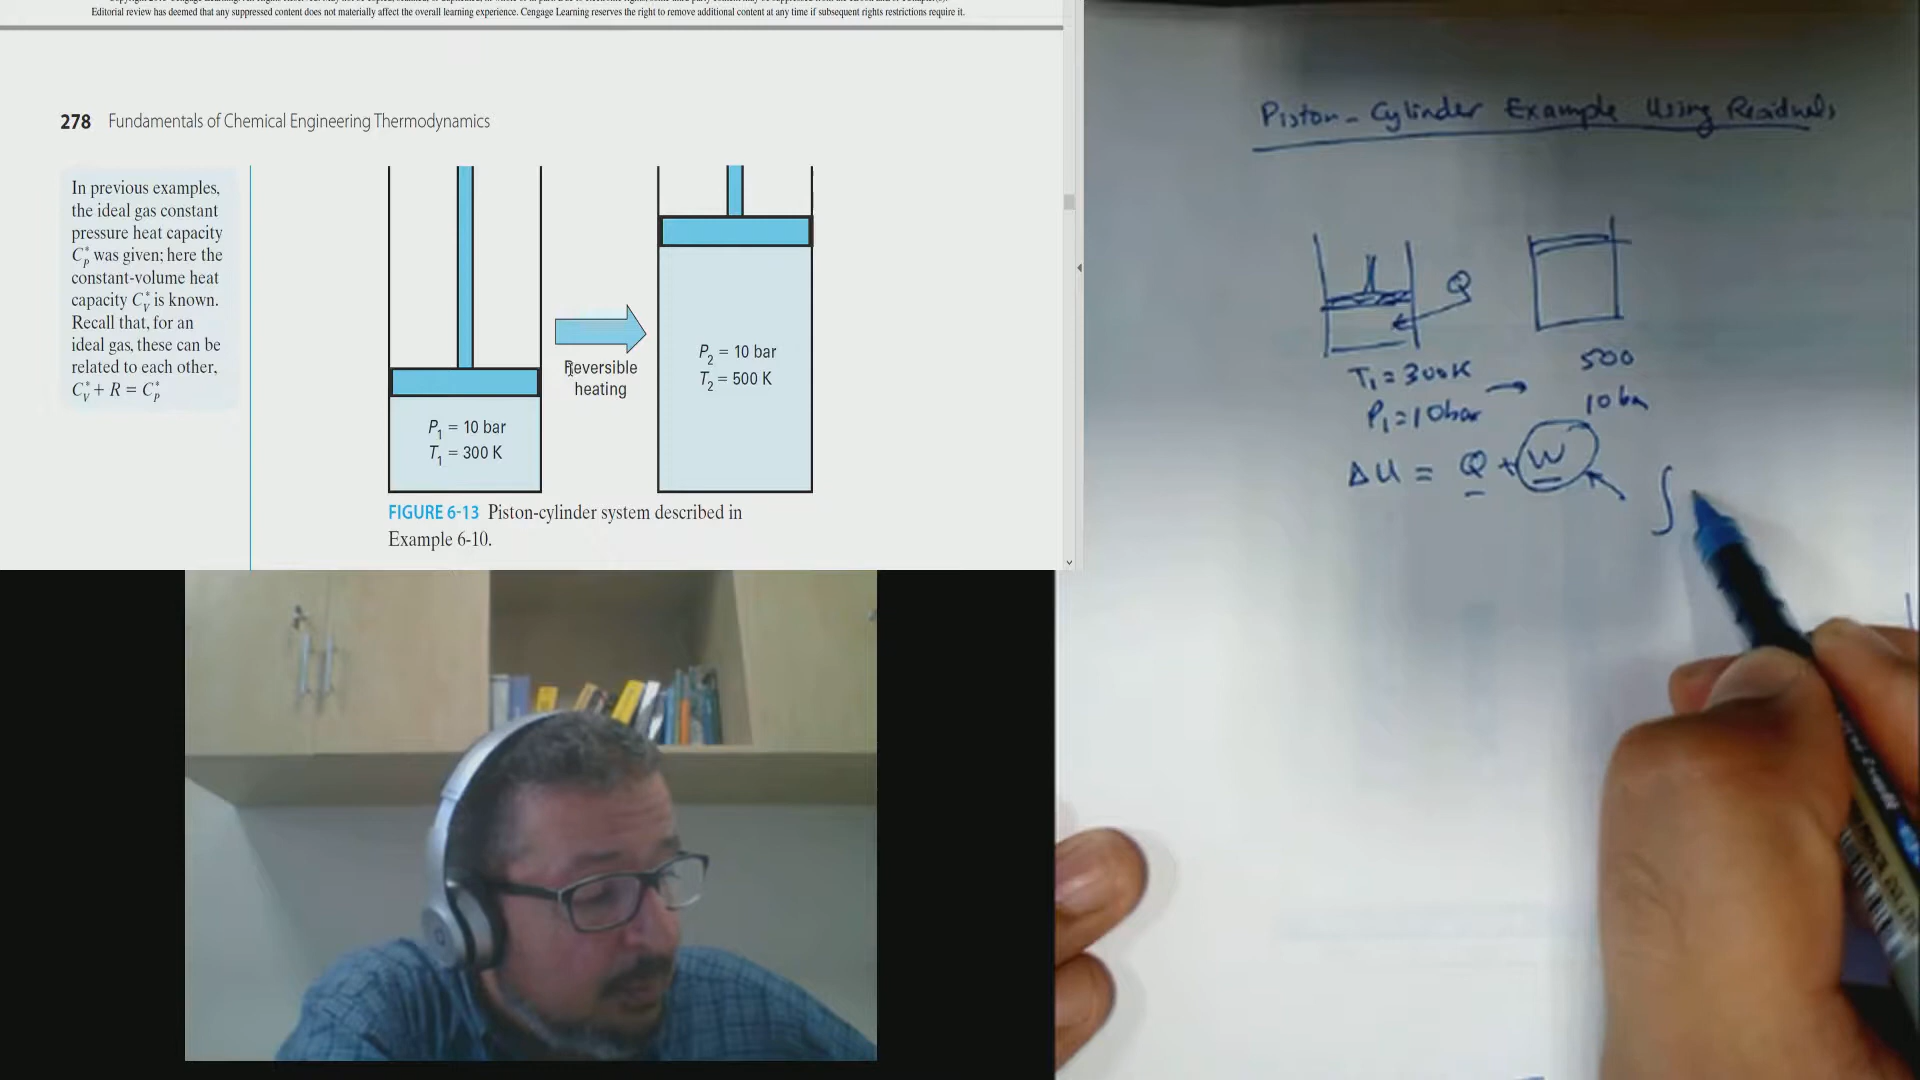 Editorial review has deemed that any suppressed content does not materially affect the overall learning experience. Cengage Learning reserves the right to remove additional content at any time if subsequent rights restrictions require it.
278 Fundamentals of Chemical Engineering Thermodynamics
In previous examples,
the ideal gas constant
pressure heat capacity
C*P was given; here the
constant-volume heat
capacity C*V is known.
Recall that, for an
ideal gas, these can be
related to each other,
C*V + R = C*P
P1 = 10 bar
T1 = 300 K
Reversible
heating
P2 = 10 bar
T2 = 500 K
FIGURE 6-13 Piston-cylinder system described in
Example 6-10.
Piston-Cylinder Example Using Residuals
Q
T1 = 300K
P1 = 10bar
500
10 bar
ΔU = Q + W
∫